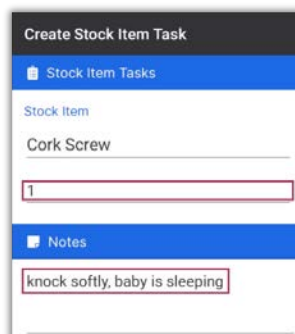 Create Stock Item Task
Stock Item Tasks
Stock Item
Cork Screw
1
Notes
knock softly, baby is sleeping